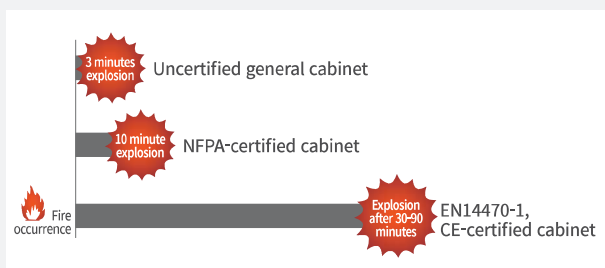 3 minutes
explosion
Uncertified general cabinet
10 minute
explosion
NFPA-certified cabinet
Fire
occurrence
Explosion
after 30-90
minutes
EN14470-1,
CE-certified cabinet